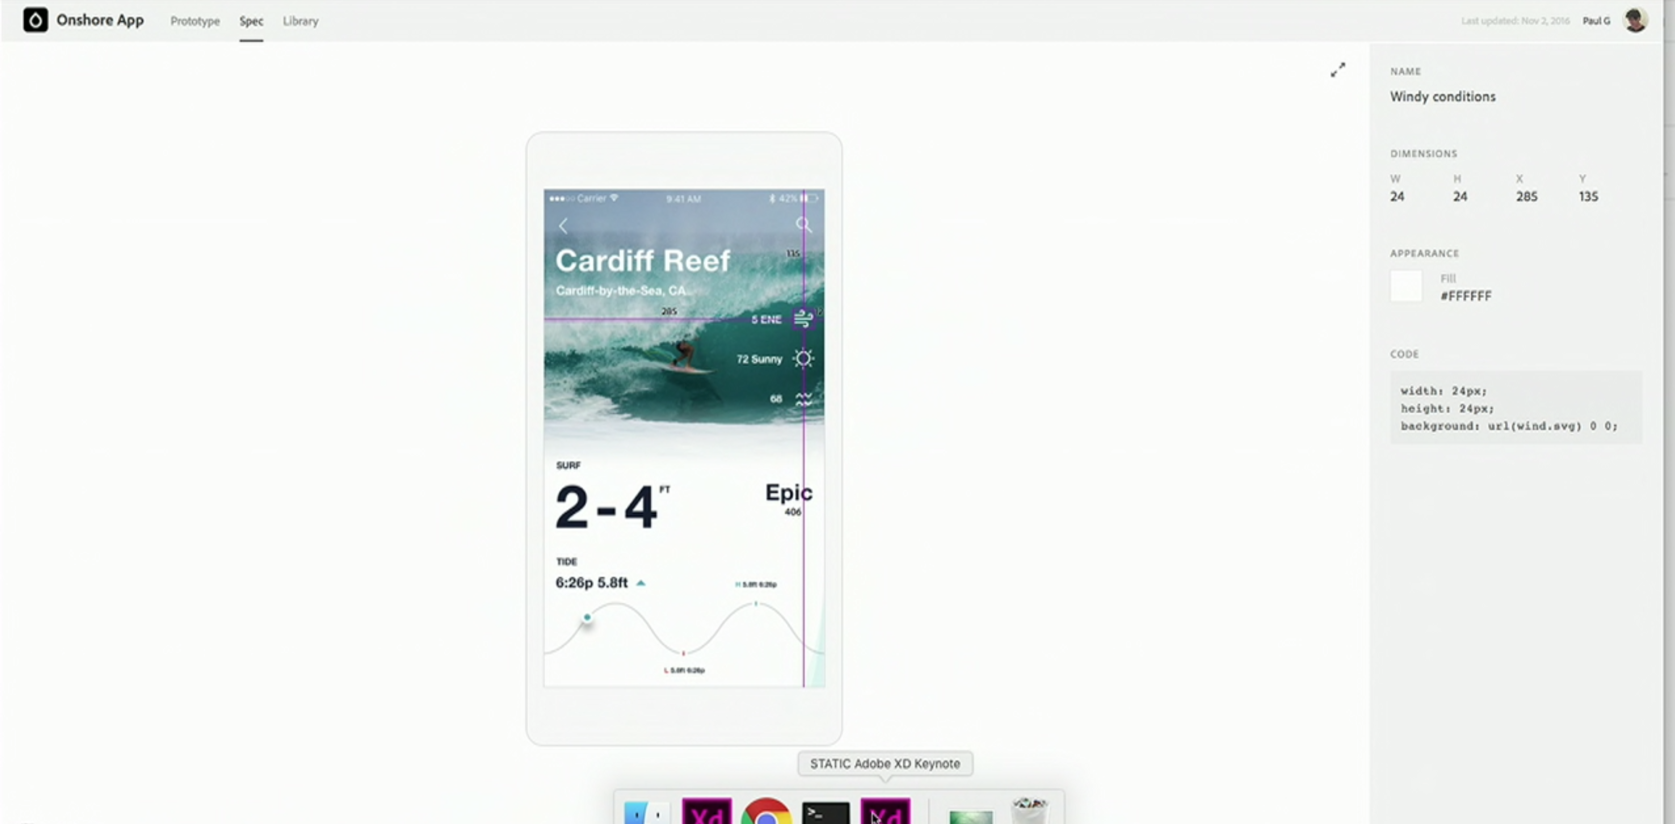 Onshore App Prototype Spec Library Last updated: Nov 2, 2016 Paul G
NAME
Windy conditions
DIMENSIONS
W H X Y
24 24 285 135
APPEARANCE
Fill
#FFFFFF
CODE
width: 24px;
height: 24px;
background: url(wind.svg) 0 0;
Carrier 9:41 AM 42%
135
Cardiff Reef
Cardiff-by-the-Sea, CA
285
5 ENE
72 Sunny
68
SURF
2-4 FT
Epic
406
TIDE
6:26p 5.8ft
H 5.8ft 6:26p
L 5.8ft 6:26p
STATIC Adobe XD Keynote
Xd >_ Xd